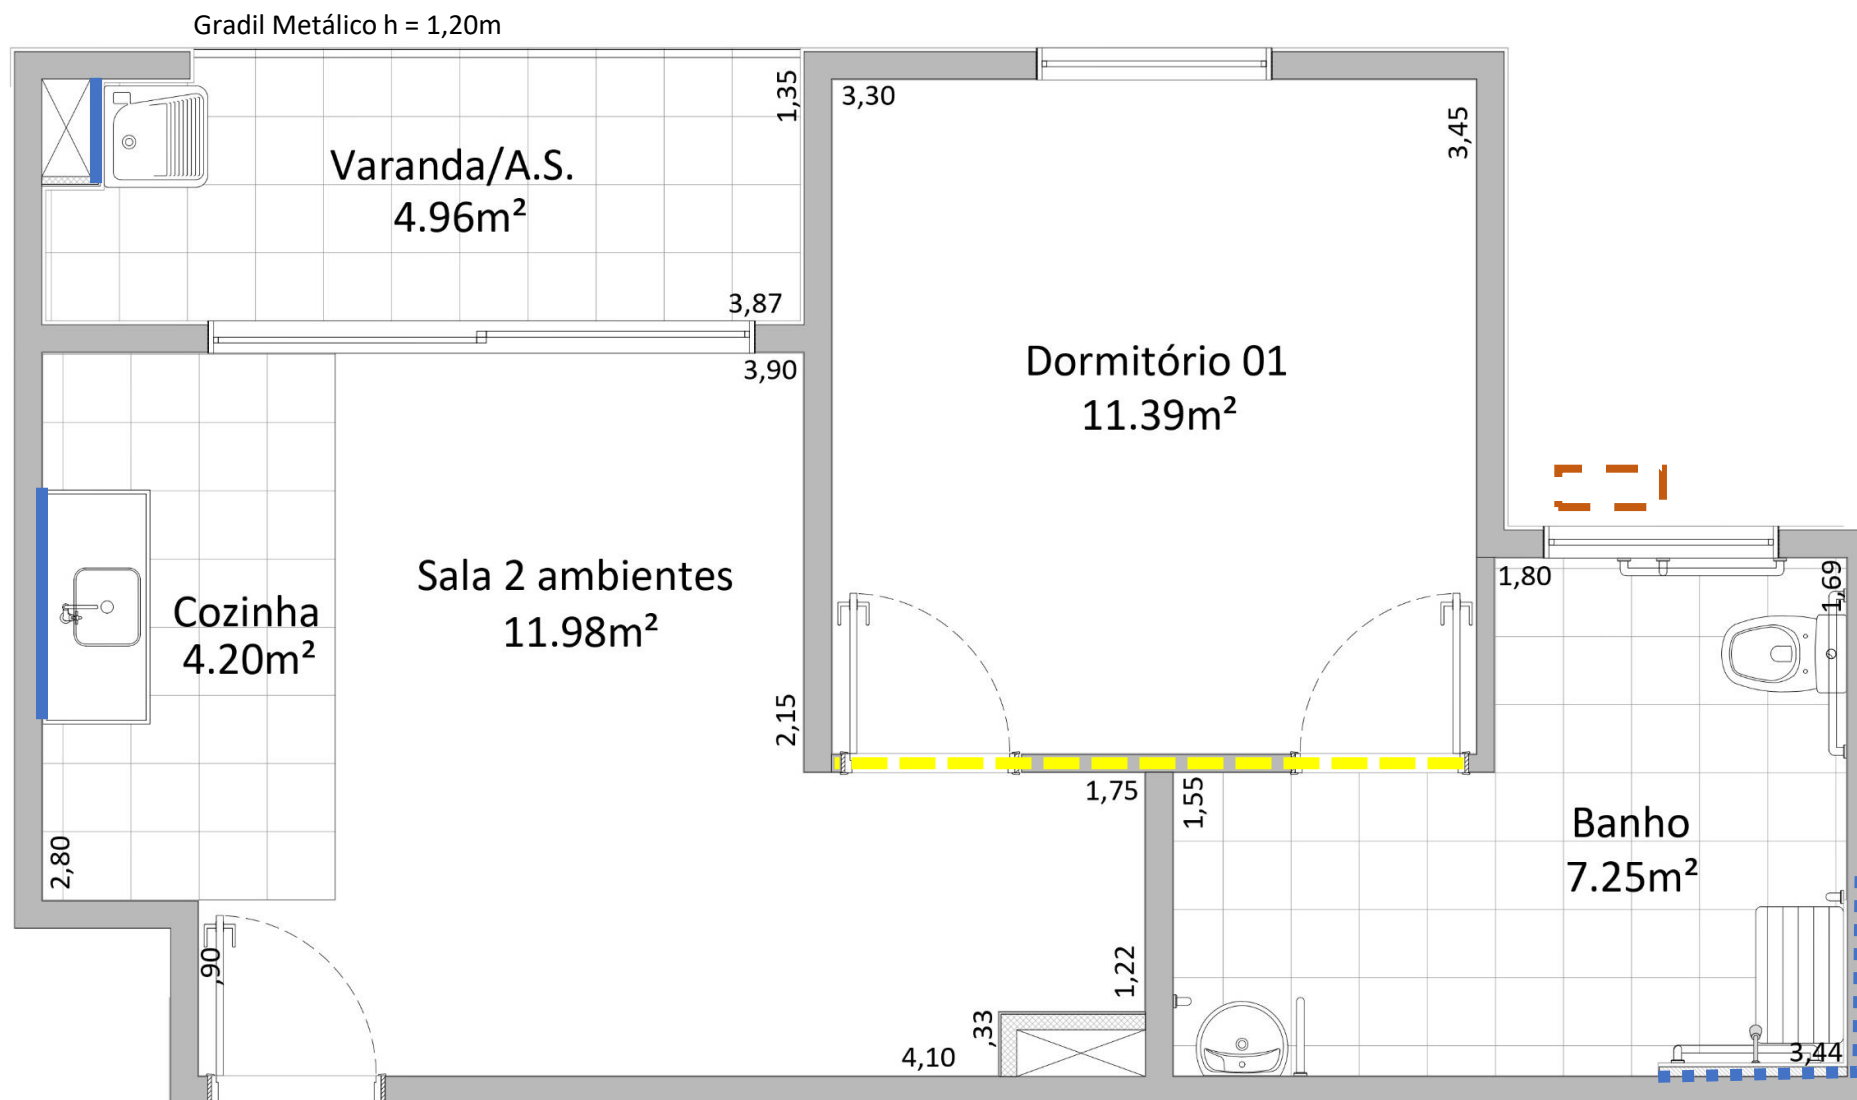 Gradil Metálico h = 1,20m
1,35
3,30
3,45
Varanda/A.S.
4.96m²
3,87
3,90
Dormitório 01
11.39m²
Sala 2 ambientes
11.98m²
Cozinha
4.20m²
1,80
1,69
2,15
1,75
1,55
Banho
7.25m²
2,80
,90
1,22
,33
4,10
3,44